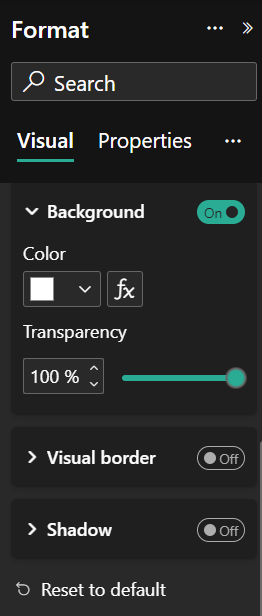 Format
Search
Visual Properties
Background On
Color
fx
Transparency
100 %
Visual border Off
Shadow Off
Reset to default